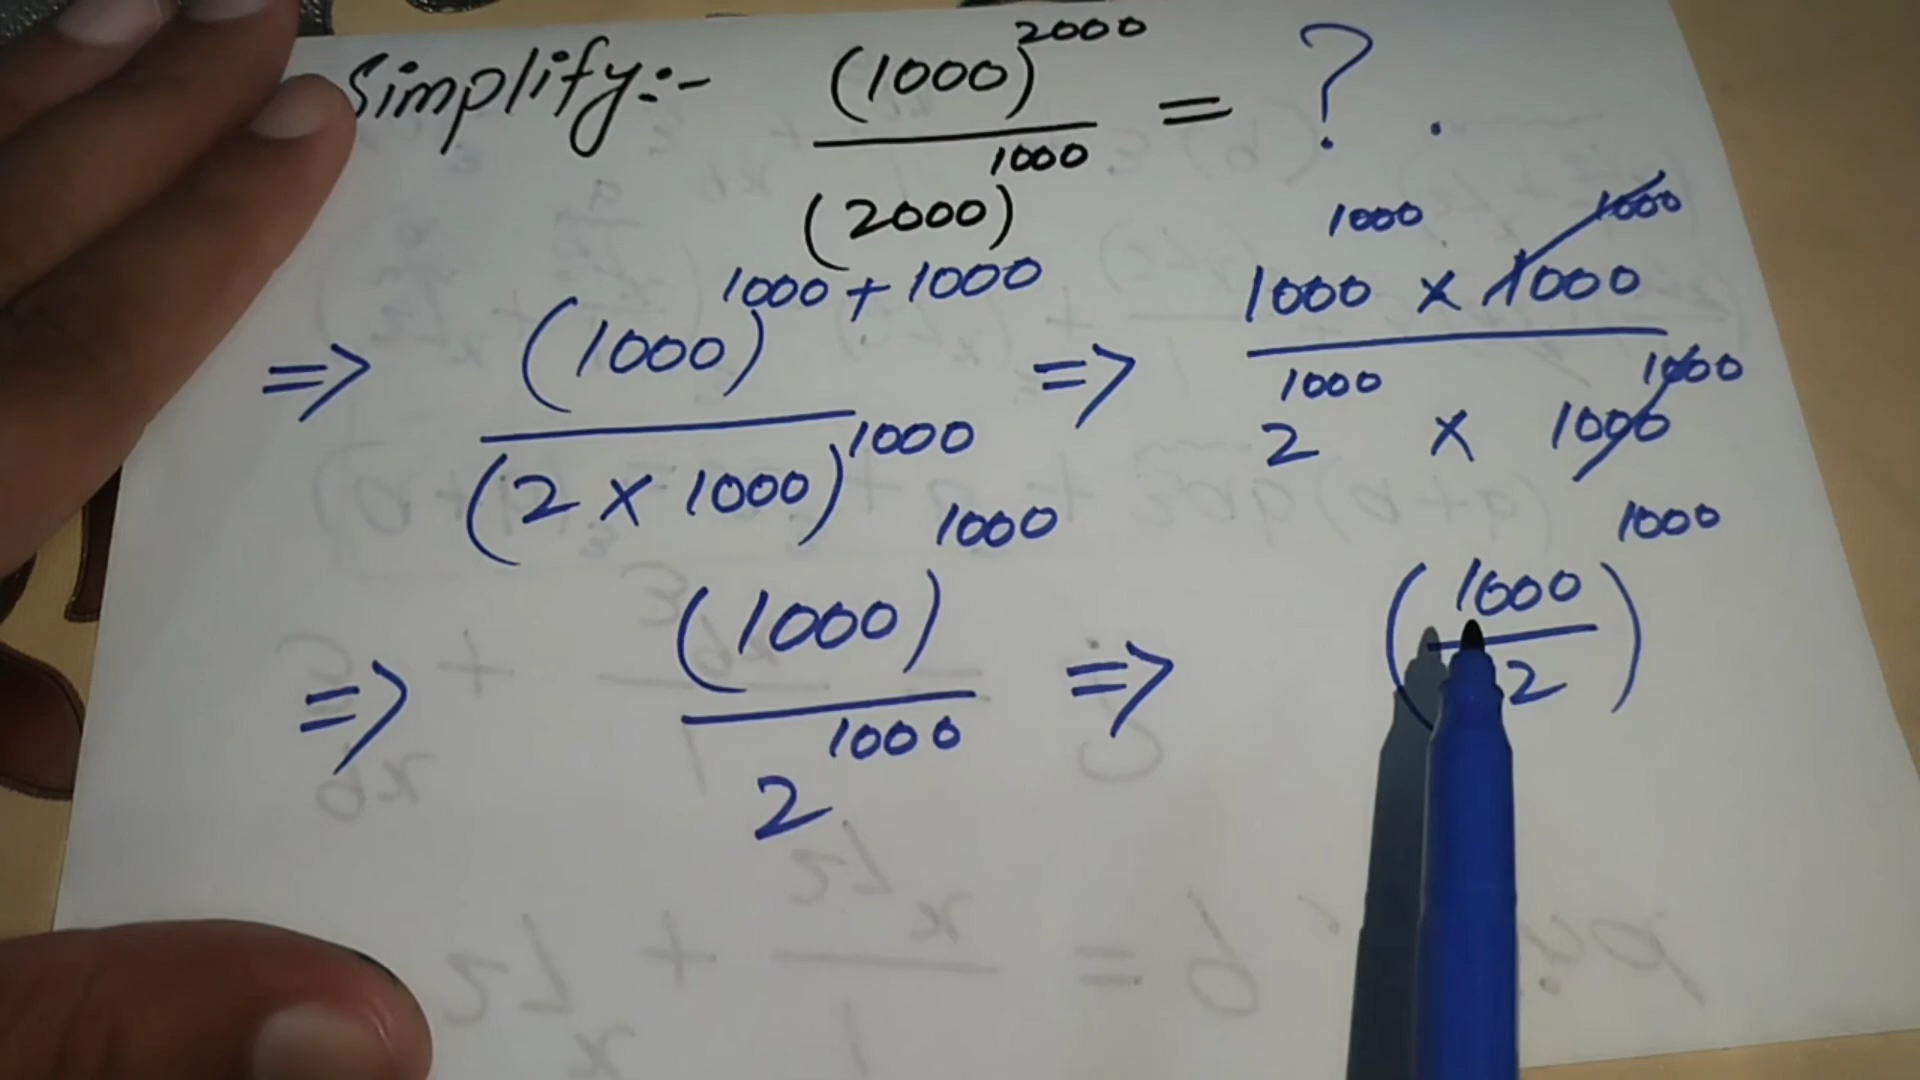 Simplify:- (1000)^2000 / (2000)^1000 = ? .
=> (1000)^1000+1000 / (2 x 1000)^1000 => 1000^1000 x 1000^1000 / 2^1000 x 1000^1000
=> (1000)^1000 / 2^1000 => (1000/2)^1000